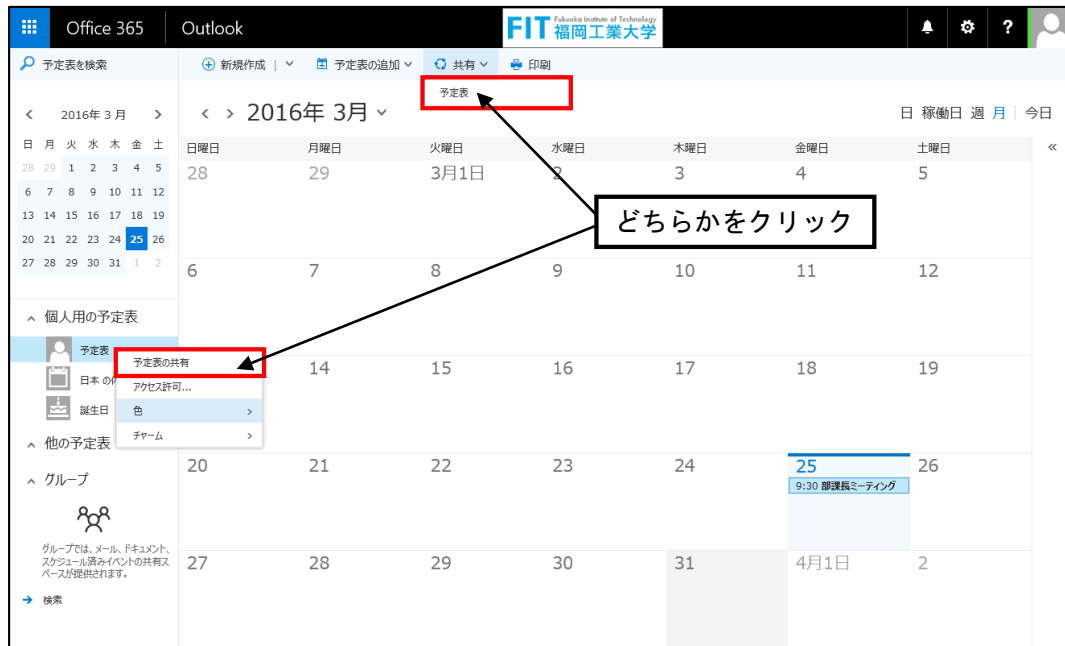 Office 365
Outlook
Fukuoka Institute of Technology
FIT 福岡工業大学
?
予定表を検索
新規作成
予定表の追加
共有
印刷
予定表
2016年 3月
日 月 火 水 木 金 土
28 29 1 2 3 4 5
6 7 8 9 10 11 12
13 14 15 16 17 18 19
20 21 22 23 24 25 26
27 28 29 30 31 1 2
2016年 3月
日 稼働日 週 月 今日
日曜日 月曜日 火曜日 水曜日 木曜日 金曜日 土曜日
28 29 3月1日 2 3 4 5
どちらかをクリック
6 7 8 9 10 11 12
14 15 16 17 18 19
20 21 22 23 24 25 26
9:30 部課長ミーティング
27 28 29 30 31 4月1日 2
個人用の予定表
予定表
日本 の
誕生日
予定表の共有
アクセス許可...
色
チャーム
他の予定表
グループ
グループでは、メール、ドキュメント、
スケジュール済みイベントの共有ス
ペースが提供されます。
検索